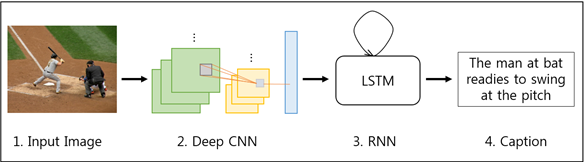 LSTM
The man at bat
readies to swing
at the pitch
1. Input Image
2. Deep CNN
3. RNN
4. Caption